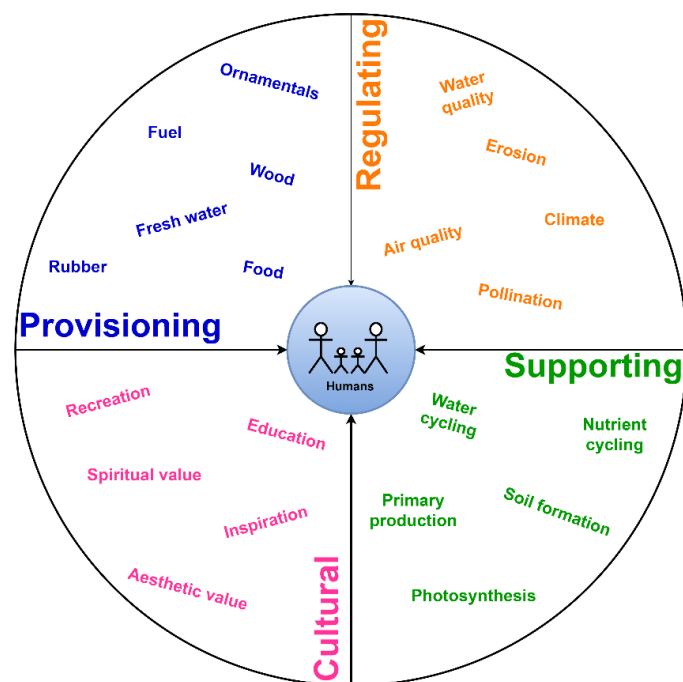 Ornamentals
Fuel
Wood
Fresh water
Rubber
Food
Provisioning
Regulating
Water
quality
Erosion
Climate
Air quality
Pollination
Humans
Supporting
Water
cycling
Nutrient
cycling
Primary
production
Soil formation
Photosynthesis
Recreation
Education
Spiritual value
Inspiration
Aesthetic value
Cultural